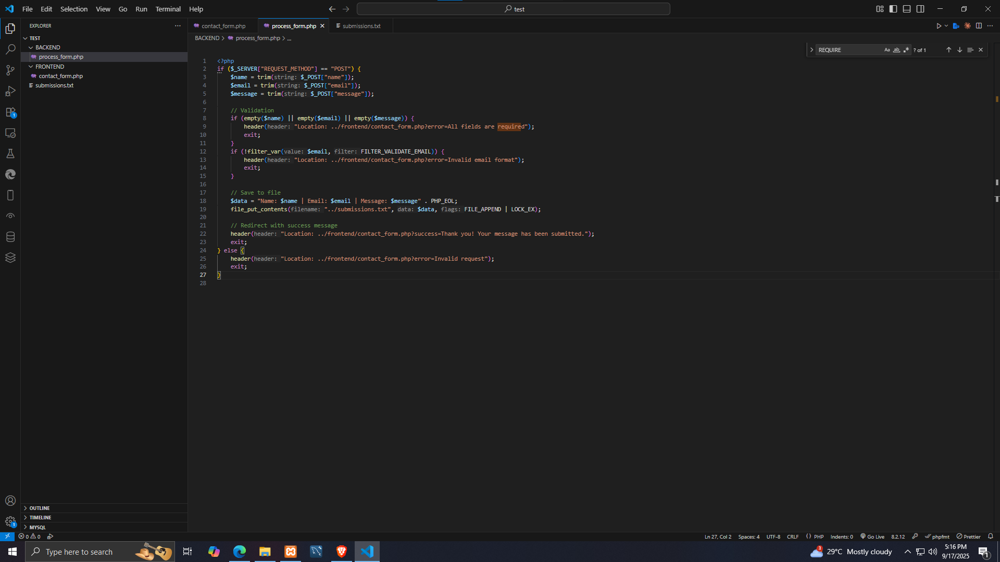 File Edit Selection View Go Run Terminal Help
test
EXPLORER
TEST
BACKEND
process_form.php
FRONTEND
contact_form.php
submissions.txt
OUTLINE
TIMELINE
MYSQL
contact_form.php process_form.php submissions.txt
BACKEND > process_form.php > ...
REQUIRE Aa ab .* ? of 1
1 <?php
2 if ($_SERVER["REQUEST_METHOD"] == "POST") {
3 $name = trim(string: $_POST["name"]);
4 $email = trim(string: $_POST["email"]);
5 $message = trim(string: $_POST["message"]);
6
7 // Validation
8 if (empty($name) || empty($email) || empty($message)) {
9 header(header: "Location: ../frontend/contact_form.php?error=All fields are required");
10 exit;
11 }
12 if (!filter_var(value: $email, filter: FILTER_VALIDATE_EMAIL)) {
13 header(header: "Location: ../frontend/contact_form.php?error=Invalid email format");
14 exit;
15 }
16
17 // Save to file
18 $data = "Name: $name | Email: $email | Message: $message" . PHP_EOL;
19 file_put_contents(filename: "../submissions.txt", data: $data, flags: FILE_APPEND | LOCK_EX);
20
21 // Redirect with success message
22 header(header: "Location: ../frontend/contact_form.php?success=Thank you! Your message has been submitted.");
23 exit;
24 } else {
25 header(header: "Location: ../frontend/contact_form.php?error=Invalid request");
26 exit;
27 }
28
0 0 Ln 27, Col 2 Spaces: 4 UTF-8 CRLF {} PHP Indents: 0 Go Live 8.2.12 phpfmt Prettier
Type here to search
3 29°C Mostly cloudy
5:16 PM
9/17/2025
1